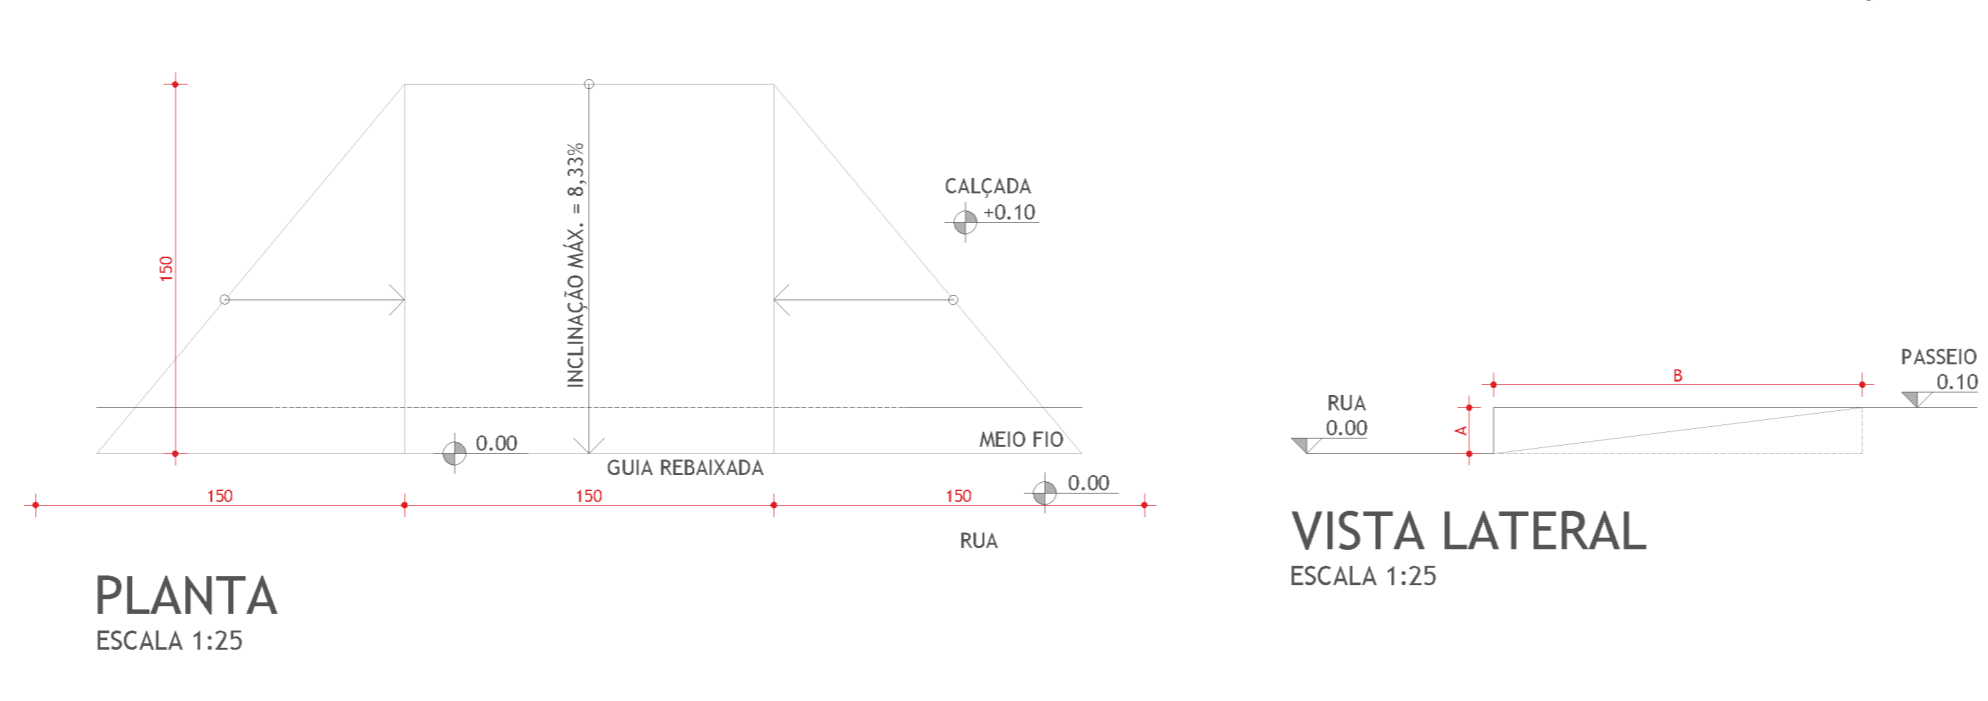 150
INCLINAÇÃO MÁX. = 8,33%
CALÇADA
+0.10
0.00
MEIO FIO
GUIA REBAIXADA
0.00
150
150
150
RUA
PLANTA
ESCALA 1:25
B
PASSEIO
0.10
RUA
0.00
A
VISTA LATERAL
ESCALA 1:25